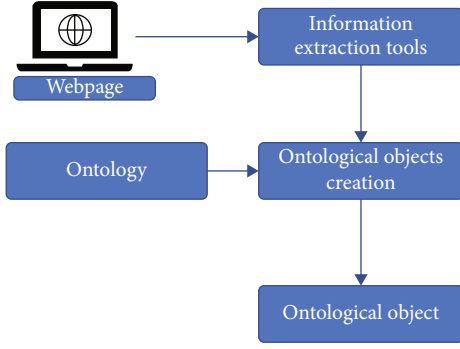 Information
extraction tools
Webpage
Ontology
Ontological objects
creation
Ontological object